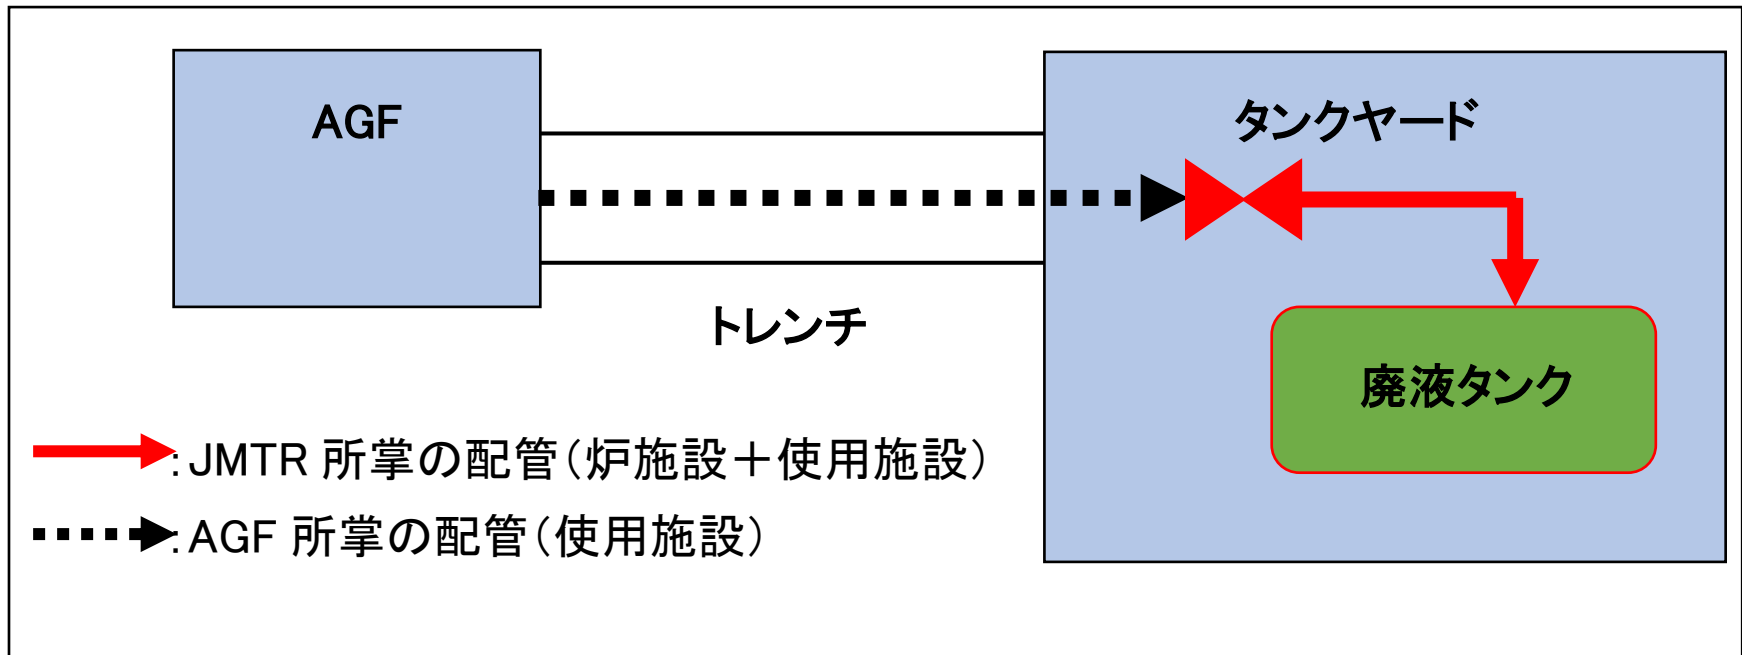 AGF
タンクヤード
トレンチ
廃液タンク
:JMTR 所掌の配管(炉施設+使用施設)
:AGF 所掌の配管(使用施設)